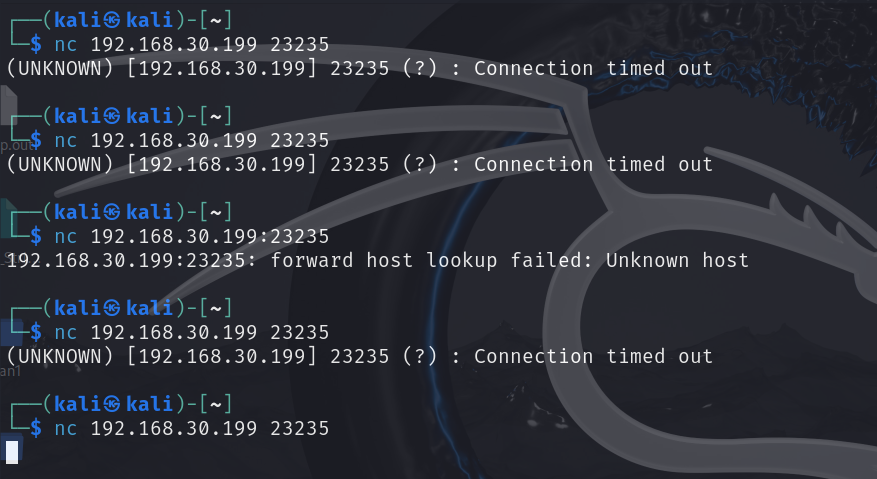 ┌──(kali㉿kali)-[~]
└─$ nc 192.168.30.199 23235
(UNKNOWN) [192.168.30.199] 23235 (?) : Connection timed out
┌──(kali㉿kali)-[~]
└─$ nc 192.168.30.199 23235
(UNKNOWN) [192.168.30.199] 23235 (?) : Connection timed out
┌──(kali㉿kali)-[~]
└─$ nc 192.168.30.199:23235
192.168.30.199:23235: forward host lookup failed: Unknown host
┌──(kali㉿kali)-[~]
└─$ nc 192.168.30.199 23235
(UNKNOWN) [192.168.30.199] 23235 (?) : Connection timed out
┌──(kali㉿kali)-[~]
└─$ nc 192.168.30.199 23235